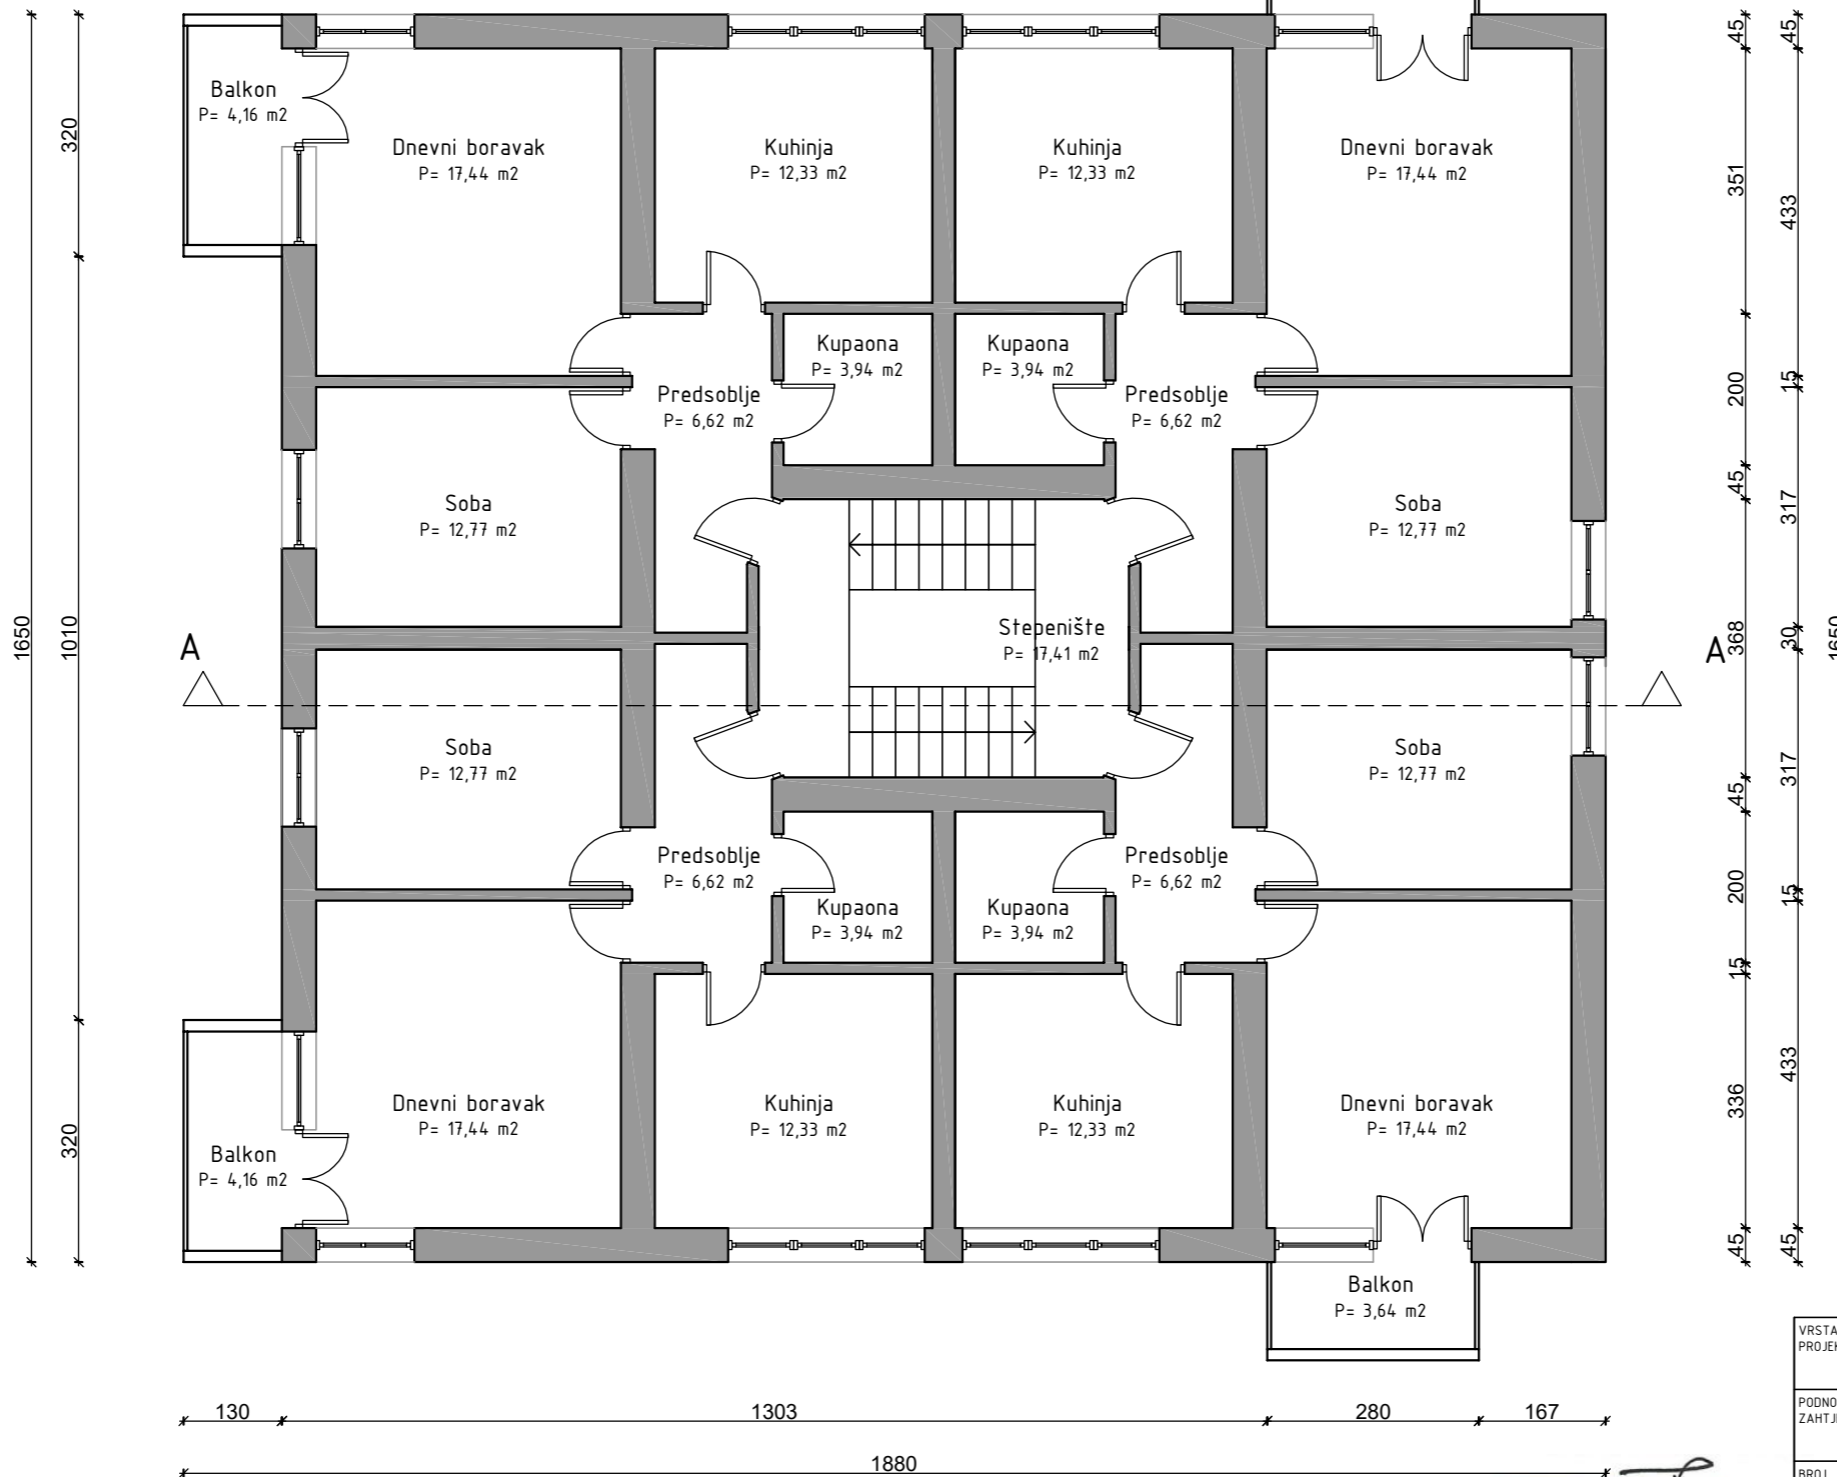 45
45
Balkon
P= 4,16 m2
320
Dnevni boravak
P= 17,44 m2
Kuhinja
P= 12,33 m2
Kuhinja
P= 12,33 m2
Dnevni boravak
P= 17,44 m2
351
433
Kupaona
P= 3,94 m2
Kupaona
P= 3,94 m2
Predsoblje
P= 6,62 m2
Predsoblje
P= 6,62 m2
200
15
Soba
P= 12,77 m2
Soba
P= 12,77 m2
45
317
1650
1010
A
Stepenište
P= 17,41 m2
A
368
30
1650
Soba
P= 12,77 m2
Soba
P= 12,77 m2
45
317
Predsoblje
P= 6,62 m2
Predsoblje
P= 6,62 m2
200
15
Kupaona
P= 3,94 m2
Kupaona
P= 3,94 m2
15
320
Balkon
P= 4,16 m2
Dnevni boravak
P= 17,44 m2
Kuhinja
P= 12,33 m2
Kuhinja
P= 12,33 m2
Dnevni boravak
P= 17,44 m2
336
433
45
45
Balkon
P= 3,64 m2
VRSTA
PROJEK
PODNO
ZAHTJE
BROJ
130
1303
280
167
1880